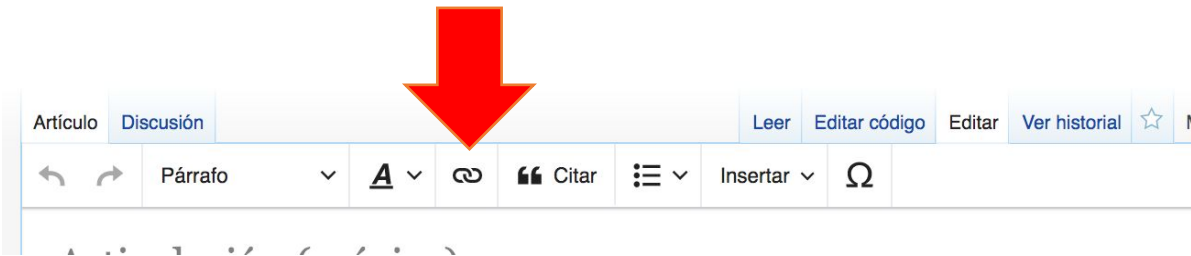 Artículo Discusión Leer Editar código Editar Ver historial
Párrafo A Citar Insertar Ω